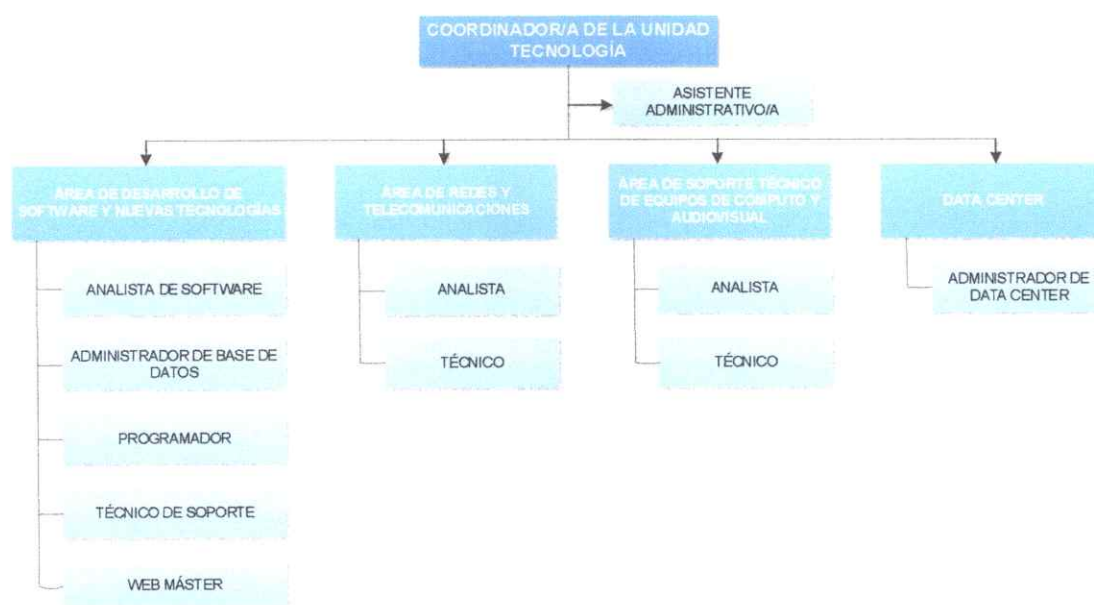 COORDINADOR/A DE LA UNIDAD
TECNOLOGÍA
ASISTENTE
ADMINISTRATIVO/A
ÁREA DE DESARROLLO DE
SOFTWARE Y NUEVAS TECNOLOGÍAS
ANALISTA DE SOFTWARE
ADMINISTRADOR DE BASE DE
DATOS
PROGRAMADOR
TÉCNICO DE SOPORTE
WEB MÁSTER
ÁREA DE REDES Y
TELECOMUNICACIONES
ANALISTA
TÉCNICO
ÁREA DE SOPORTE TÉCNICO
DE EQUIPOS DE COMPUTO Y
AUDIOVISUAL
ANALISTA
TÉCNICO
DATA CENTER
ADMINISTRADOR DE
DATA CENTER